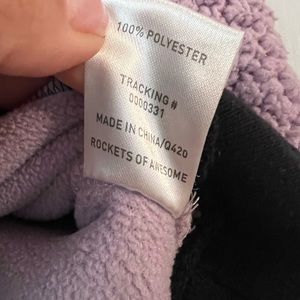 100% POLYESTER
TRACKING #
0000331
MADE IN CHINA/Q420
ROCKETS OF AWESOME